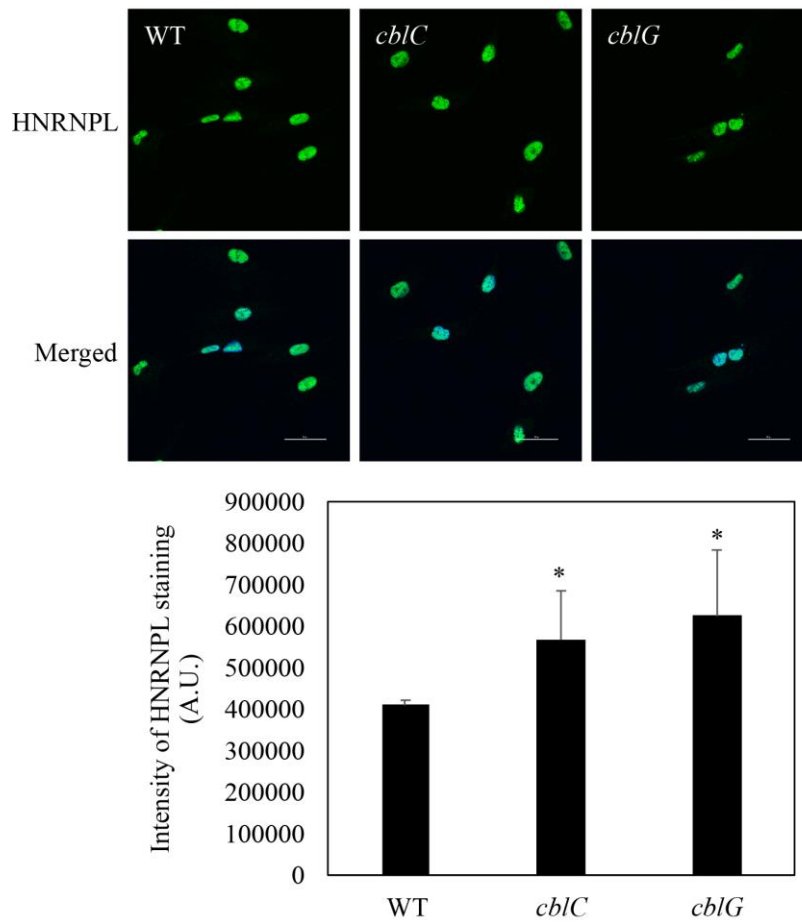 WT cblC cblG
HNRNPL
Merged
Intensity of HNRNPL staining
(A.U.)
900000
800000
700000
600000
500000
400000
300000
200000
100000
0
* *
WT cblC cblG